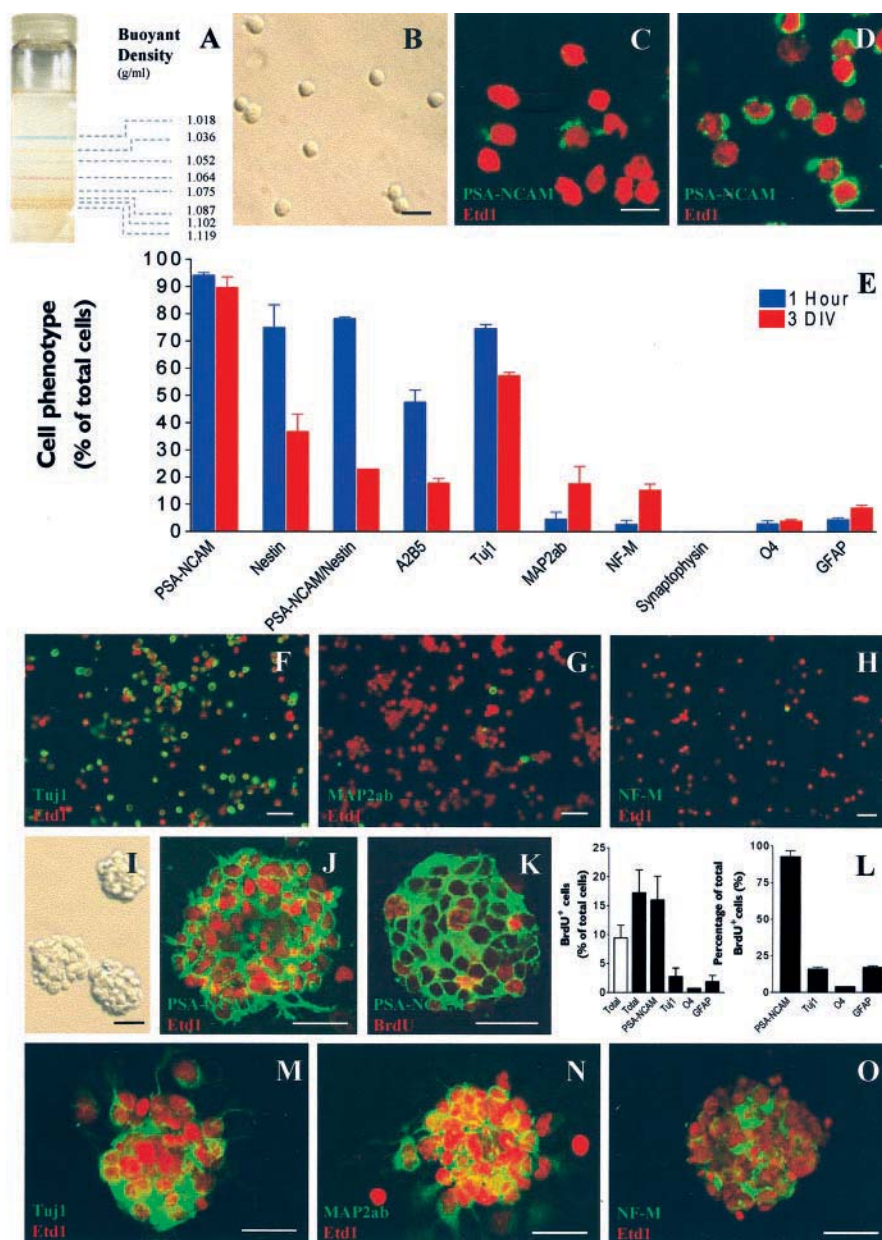 A
Buoyant
Density
(g/ml)
1.018
1.036
1.052
1.064
1.075
1.087
1.102
1.119
B
C
PSA-NCAM
Etd1
D
PSA-NCAM
Etd1
E
Cell phenotype
(% of total cells)
100
90
80
70
60
50
40
30
20
10
0
1 Hour
3 DIV
PSA-NCAM
Nestin
PSA-NCAM/Nestin
A2B5
Tuj1
MAP2ab
NF-M
Synaptophysin
O4
GFAP
F
Tuj1
Etd1
G
MAP2ab
Etd1
H
NF-M
Etd1
I
J
PSA-NCAM
Etd1
K
PSA-NCAM
BrdU
L
BrdU+ cells
(% of total cells)
25
20
15
10
5
0
Total
Total
PSA-NCAM
Tuj1
O4
GFAP
Percentage of total
BrdU+ cells (%)
100
75
50
25
0
PSA-NCAM
Tuj1
O4
GFAP
M
Tuj1
Etd1
N
MAP2ab
Etd1
O
NF-M
Etd1